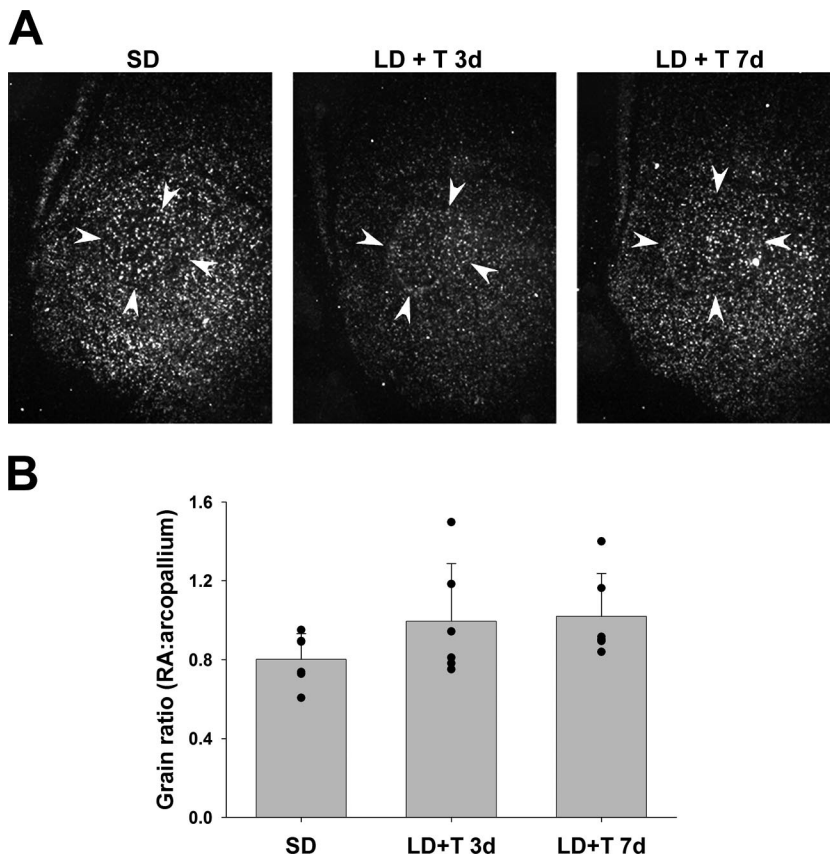 A
SD
LD + T 3d
LD + T 7d
B
Grain ratio (RA:arcopallium)
1.6
1.2
0.8
0.4
0.0
SD
LD+T 3d
LD+T 7d